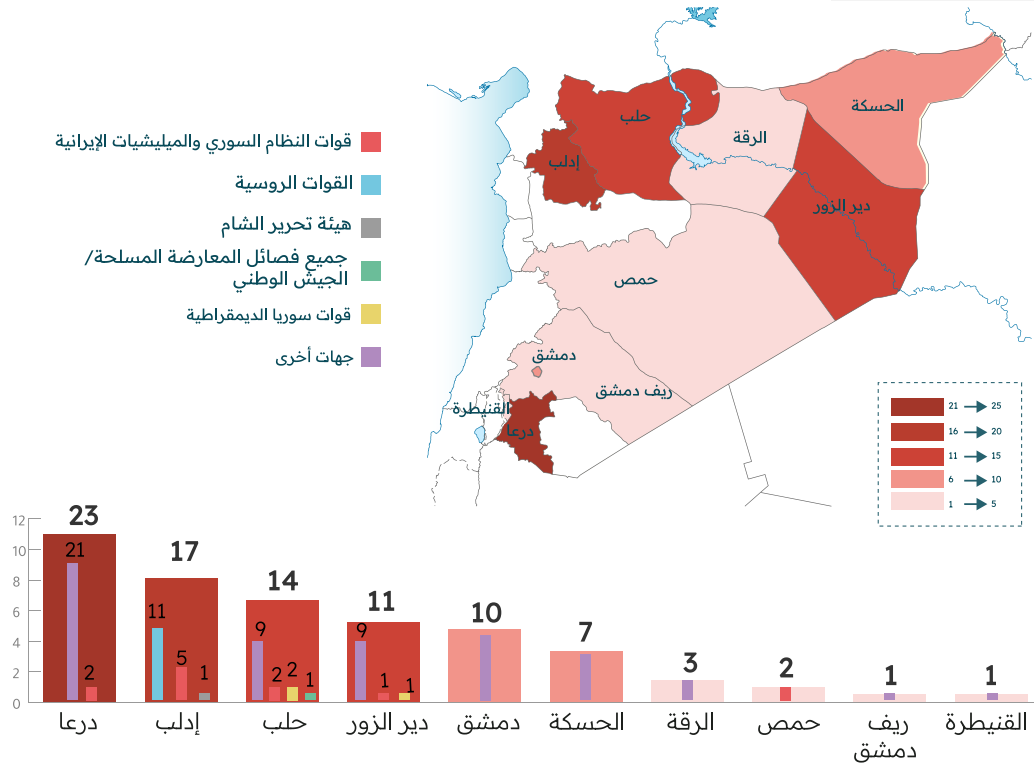 قوات النظام السوري والميليشيات الإيرانية
القوات الروسية
هيئة تحرير الشام
جميع فصائل المعارضة المسلحة/
الجيش الوطني
قوات سوريا الديمقراطية
جهات أخرى
الحسكة
حلب
الرقة
إدلب
دير الزور
حمص
دمشق
ريف دمشق
القنيطرة
درعا
21 → 25
16 → 20
11 → 15
6 → 10
1 → 5
12
10
8
6
4
2
0
23
21
2
17
11
5
1
14
9
2
2
1
11
9
1
1
10
7
3
2
1
1
درعا
إدلب
حلب
دير الزور
دمشق
الحسكة
الرقة
حمص
ريف
دمشق
القنيطرة